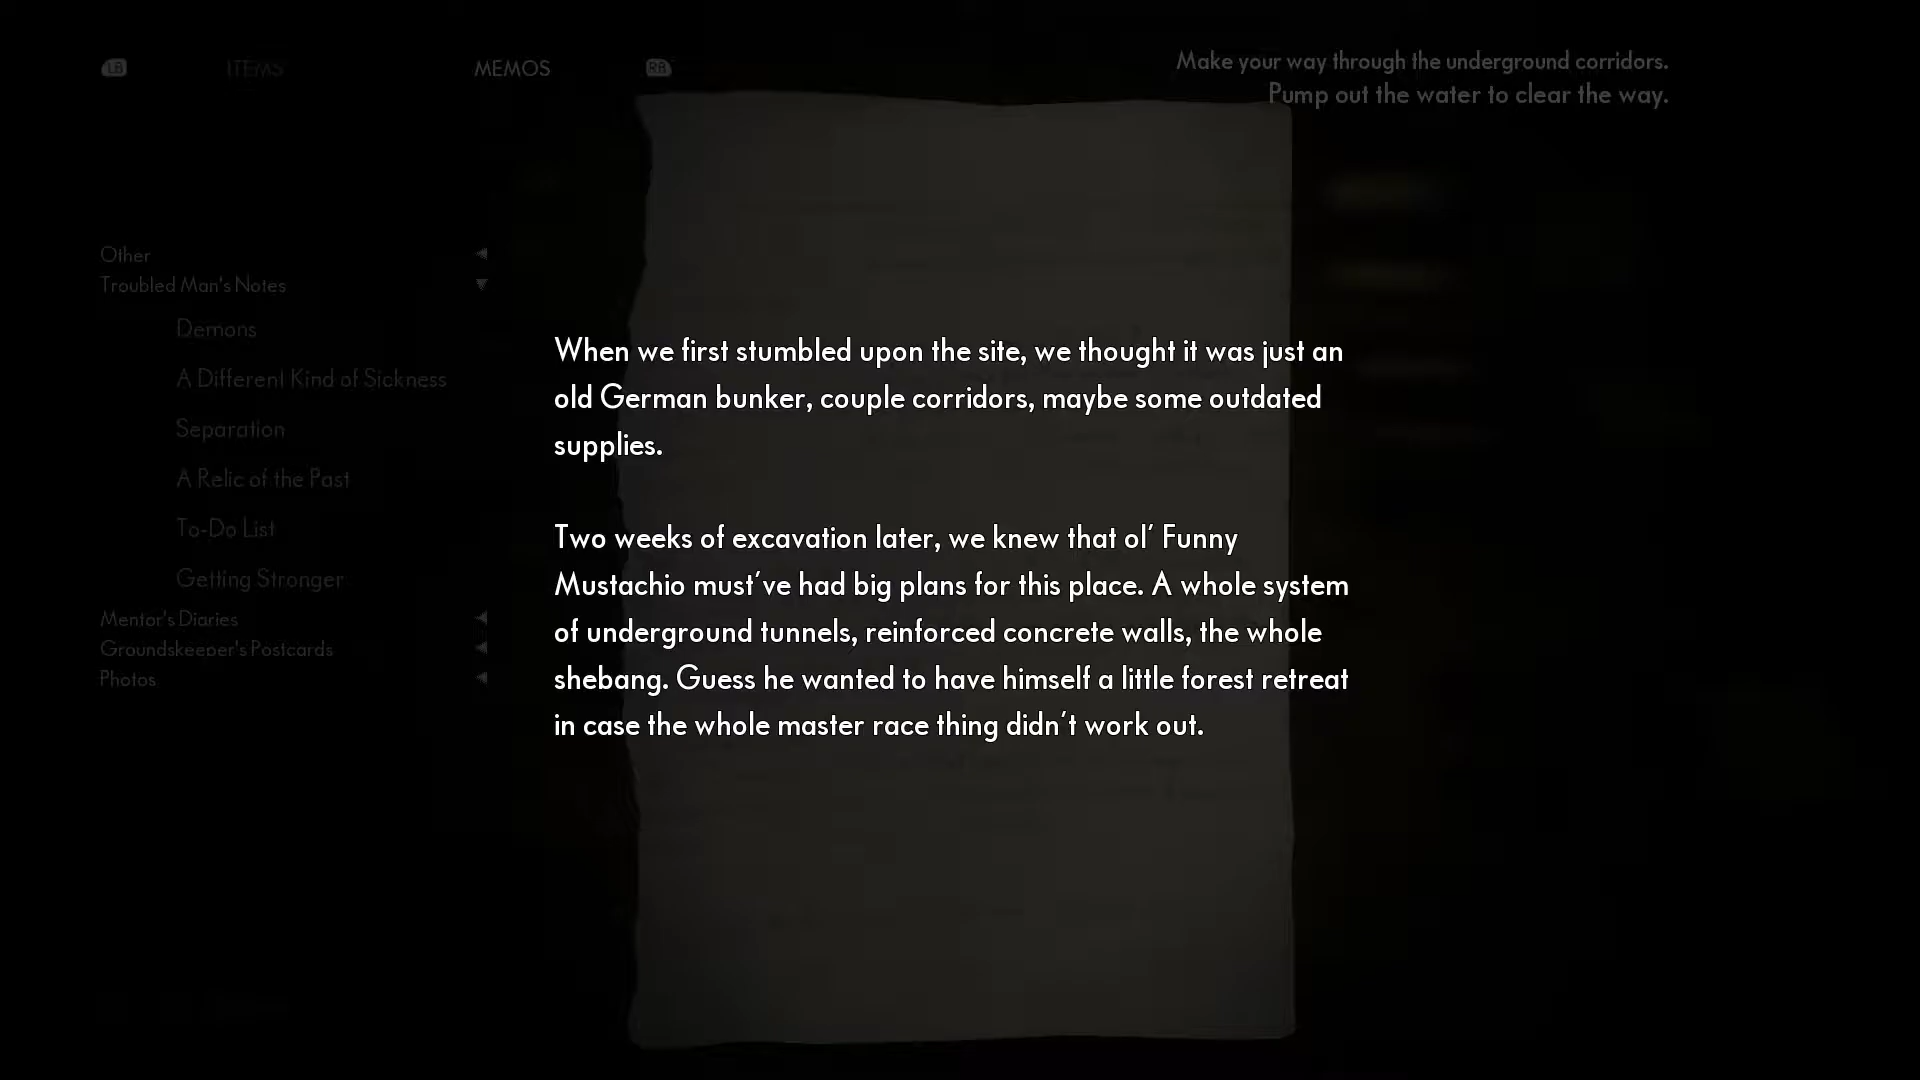 LB ITEMS MEMOS RB
Make your way through the underground corridors.
Pump out the water to clear the way.
Other
Troubled Man's Notes
Demons
A Different Kind of Sickness
Separation
A Relic of the Past
To-Do List
Getting Stronger
Mentor's Diaries
Groundskeeper's Postcards
Photos
When we first stumbled upon the site, we thought it was just an
old German bunker, couple corridors, maybe some outdated
supplies.
Two weeks of excavation later, we knew that ol' Funny
Mustachio must've had big plans for this place. A whole system
of underground tunnels, reinforced concrete walls, the whole
shebang. Guess he wanted to have himself a little forest retreat
in case the whole master race thing didn't work out.